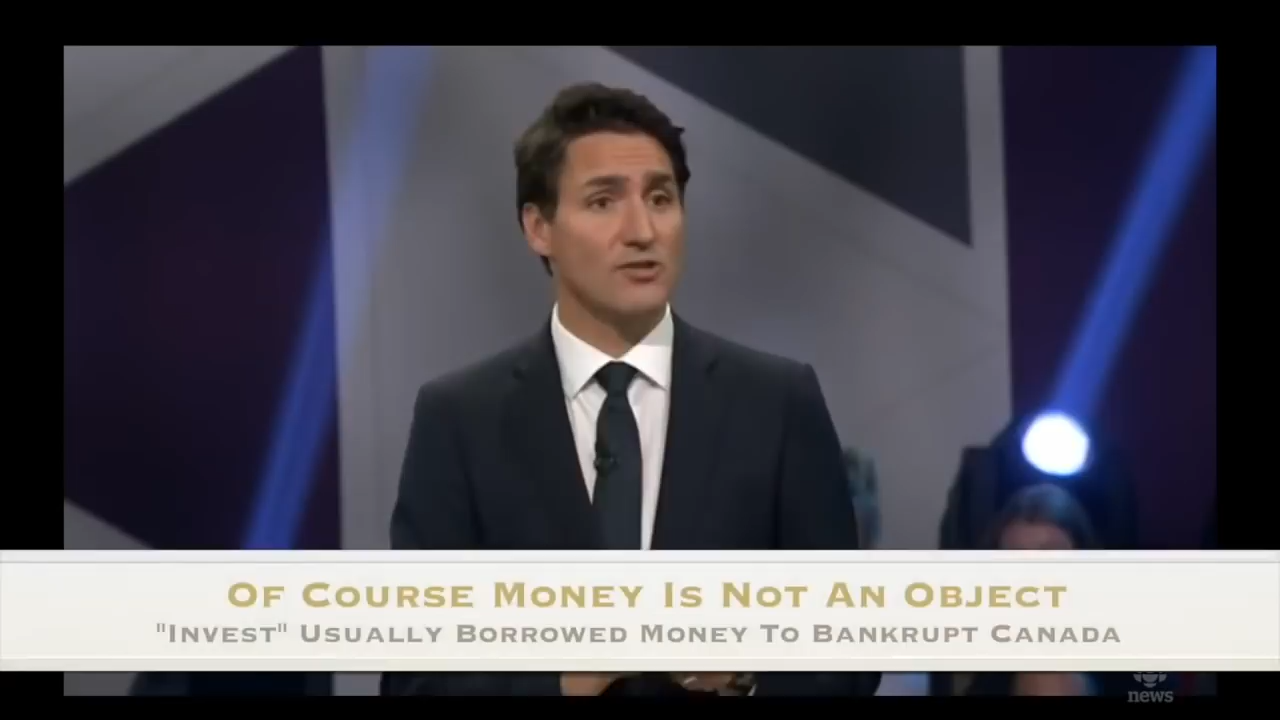 Of Course Money Is Not An Object
"Invest" Usually Borrowed Money To Bankrupt Canada
news